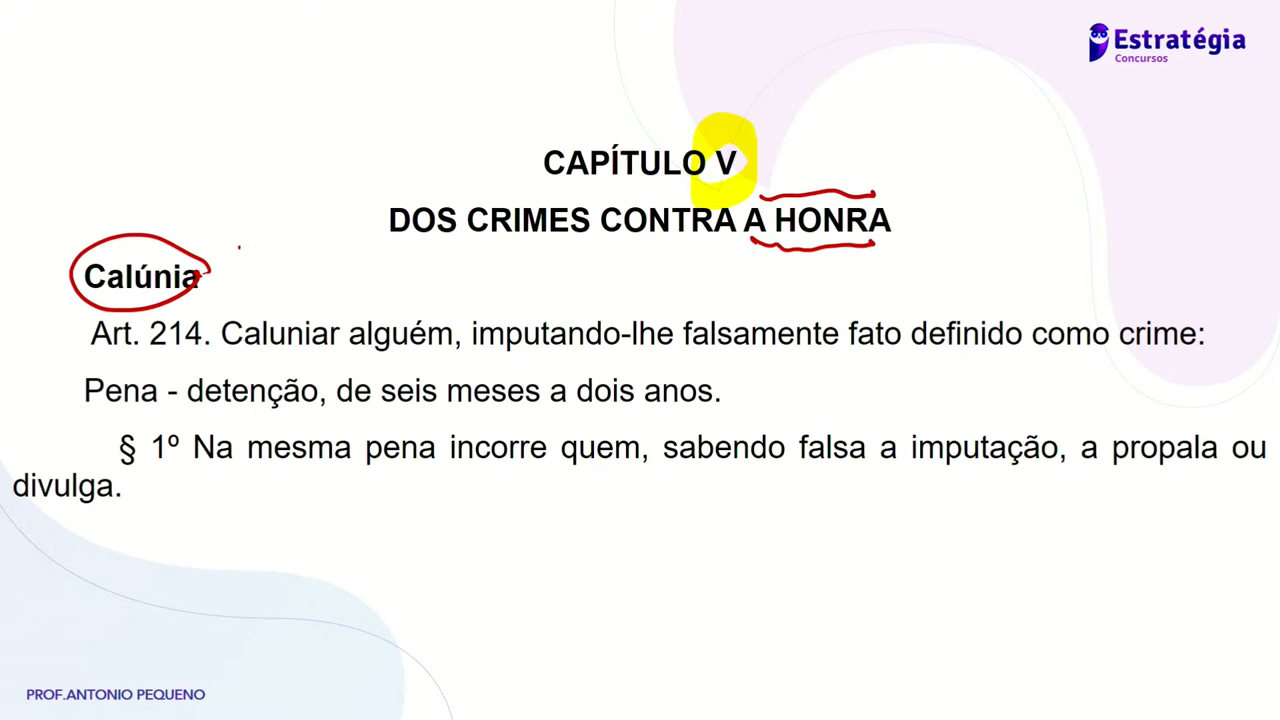 Estratégia
Concursos
CAPÍTULO V
DOS CRIMES CONTRA A HONRA
Calúnia
Art. 214. Caluniar alguém, imputando-lhe falsamente fato definido como crime:
Pena - detenção, de seis meses a dois anos.
§ 1º Na mesma pena incorre quem, sabendo falsa a imputação, a propala ou
divulga.
PROF.ANTONIO PEQUENO